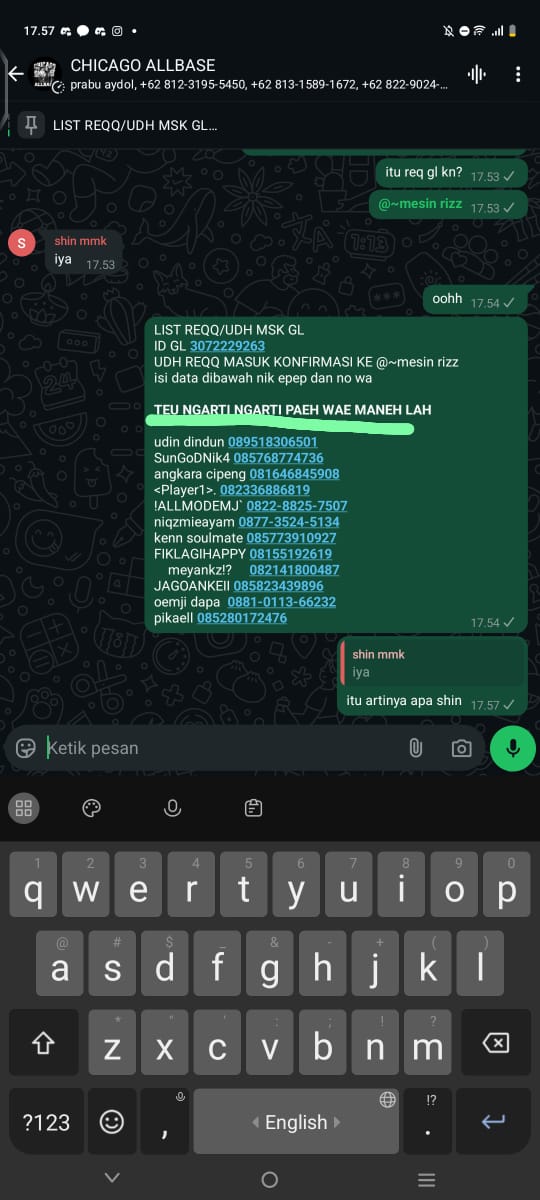 17.57
CHICAGO ALLBASE
prabu aydol, +62 812-3195-5450, +62 813-1589-1672, +62 822-9024-...
LIST REQQ/UDH MSK GL...
itu req gl kn? 17.53
@~mesin rizz 17.53
S
shin mmk
iya 17.53
oohh 17.54
LIST REQQ/UDH MSK GL
ID GL 3072229263
UDH REQQ MASUK KONFIRMASI KE @~mesin rizz
isi data dibawah nik epep dan no wa
TEU NGARTI NGARTI PAEH WAE MANEH LAH
udin dindun 089518306501
SunGoDNik4 085768774736
angkara cipeng 081646845908
<Player1>. 082336886819
!ALLMODEMJ` 0822-8825-7507
niqzmieayam 0877-3524-5134
kenn soulmate 085773910927
FIKLAGIHAPPY 08155192619
meyankz!? 082141800487
JAGOANKEII 085823439896
oemji dapa 0881-0113-66232
pikaell 085280172476
17.54
shin mmk
iya
itu artinya apa shin 17.57
Ketik pesan
1 2 3 4 5 6 7 8 9 0
q w e r t y u i o p
@ # $ _ & - + ( )
a s d f g h j k l
* " ' : ; ! ?
z x c v b n m
?123 , English !? .